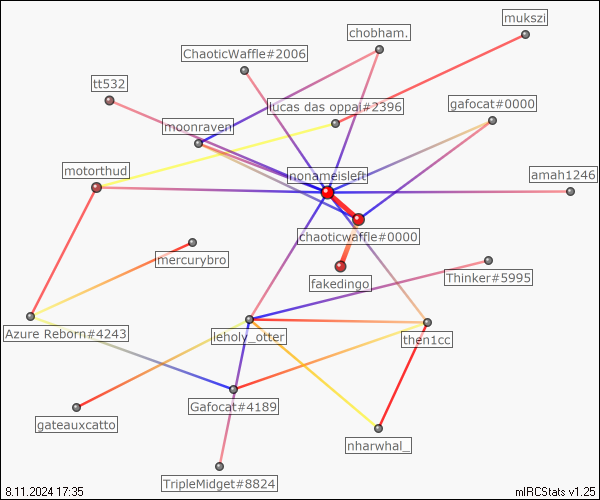 mukszi
chobham.
ChaoticWaffle#2006
tt532
lucas das oppai#2396
gafocat#0000
moonraven
motorthud
nonameisleft
amah1246
chaoticwaffle#0000
mercurybro
fakedingo
Thinker#5995
Azure Reborn#4243
leholy_otter
then1cc
Gafocat#4189
gateauxcatto
nharwhal_
TripleMidget#8824
8.11.2024 17:35
mIRCStats v1.25